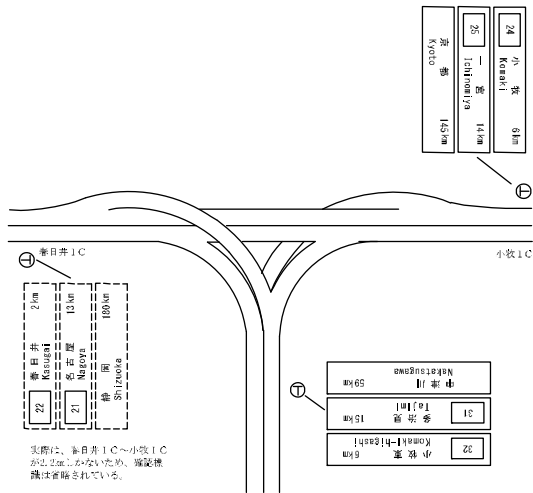 24 小牧 6km
Komaki
25 一宮 14km
Ichinomiya
京都 145km
Kyoto
T
春日井IC
小牧IC
T
22 春日井 2km
Kasugai
21 名古屋 13km
Nagoya
静岡 180km
Shizuoka
T
32 小牧東 6km
Komaki-higashi
31 多治見 15km
Tajimi
中津川 59km
Nakatsugawa
実際は、春日井IC～小牧IC
が2.2kmしかないため、確認標
識は省略されている。